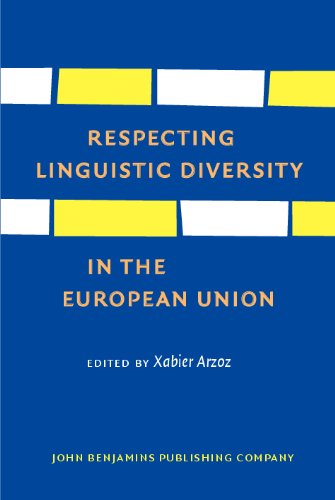 RESPECTING
LINGUISTIC DIVERSITY
IN THE
EUROPEAN UNION
EDITED BY Xabier Arzoz
JOHN BENJAMINS PUBLISHING COMPANY